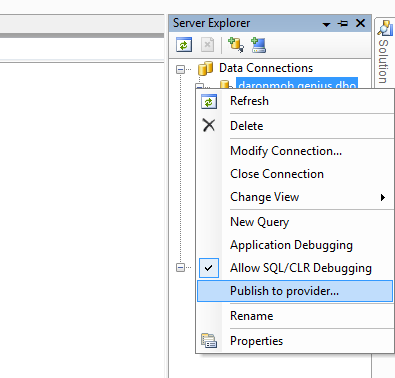 Server Explorer
Data Connections
daronmoh.genius.dbo
Refresh
Delete
Modify Connection...
Close Connection
Change View
New Query
Application Debugging
Allow SQL/CLR Debugging
Publish to provider...
Rename
Properties
Solution